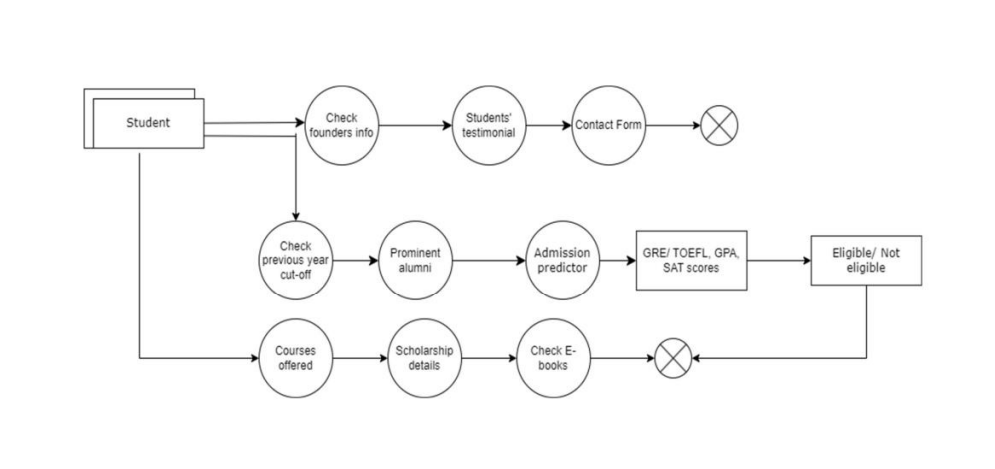 Student
Check
founders info
Students'
testimonial
Contact Form
Check
previous year
cut-off
Prominent
alumni
Admission
predictor
GRE/ TOEFL, GPA,
SAT scores
Eligible/ Not
eligible
Courses
offered
Scholarship
details
Check E-
books